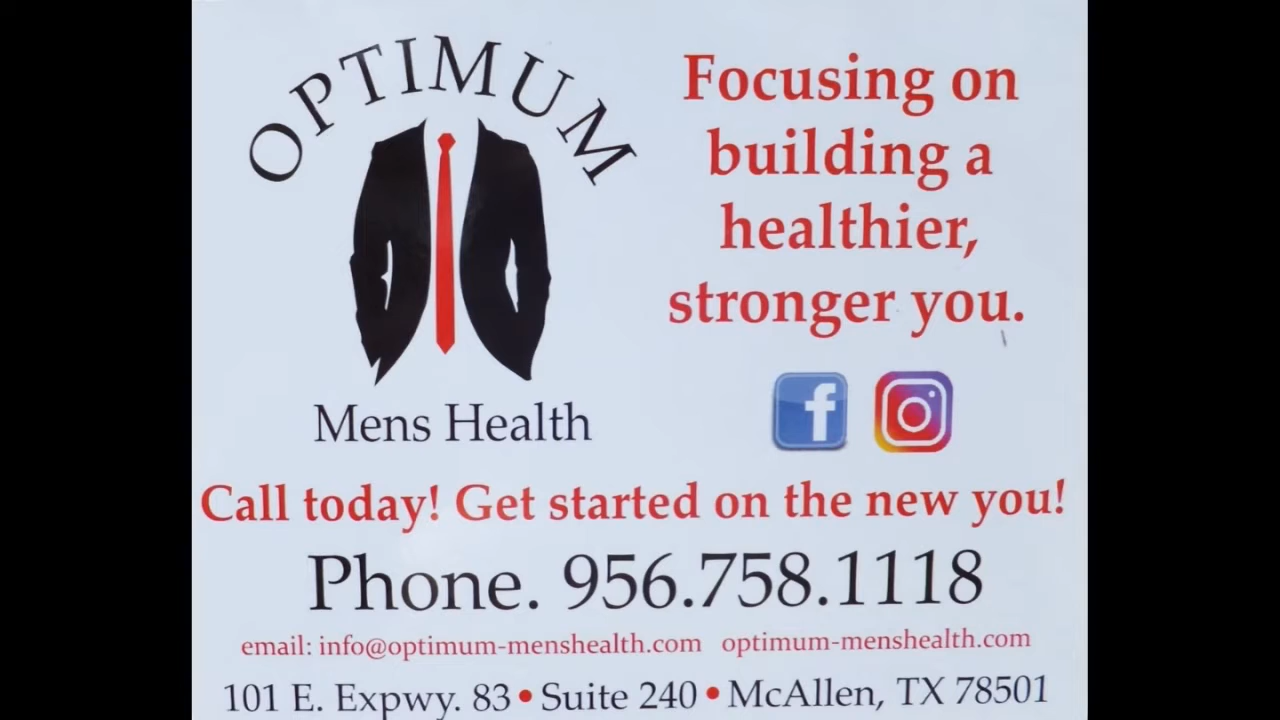 OPTIMUM
Mens Health
Focusing on
building a
healthier,
stronger you.
Call today! Get started on the new you!
Phone. 956.758.1118
email: info@optimum-menshealth.com optimum-menshealth.com
101 E. Expwy. 83 • Suite 240 • McAllen, TX 78501